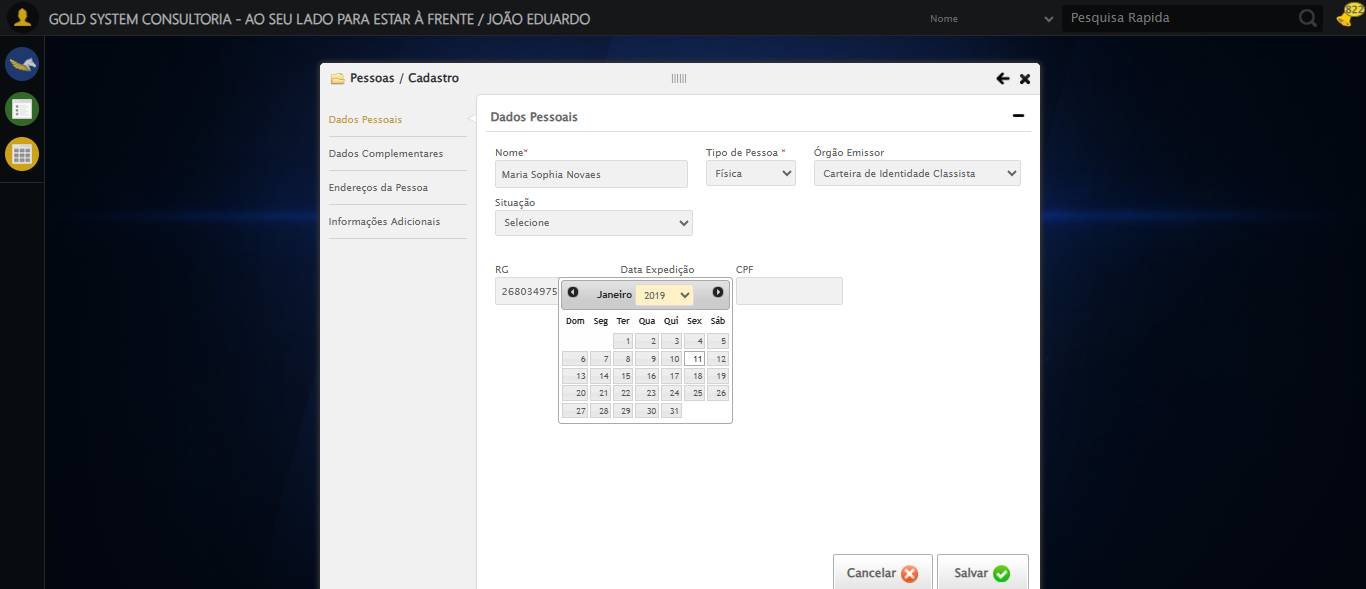 GOLD SYSTEM CONSULTORIA - AO SEU LADO PARA ESTAR À FRENTE / JOÃO EDUARDO
Nome
Pesquisa Rapida
822
Pessoas / Cadastro
Dados Pessoais
Dados Complementares
Endereços da Pessoa
Informações Adicionais
Dados Pessoais
Nome* Tipo de Pessoa * Órgão Emissor
Maria Sophia Novaes Física Carteira de Identidade Classista
Situação
Selecione
RG Data Expedição CPF
268034975
Janeiro 2019
Dom Seg Ter Qua Qui Sex Sáb
1 2 3 4 5
6 7 8 9 10 11 12
13 14 15 16 17 18 19
20 21 22 23 24 25 26
27 28 29 30 31
Cancelar Salvar